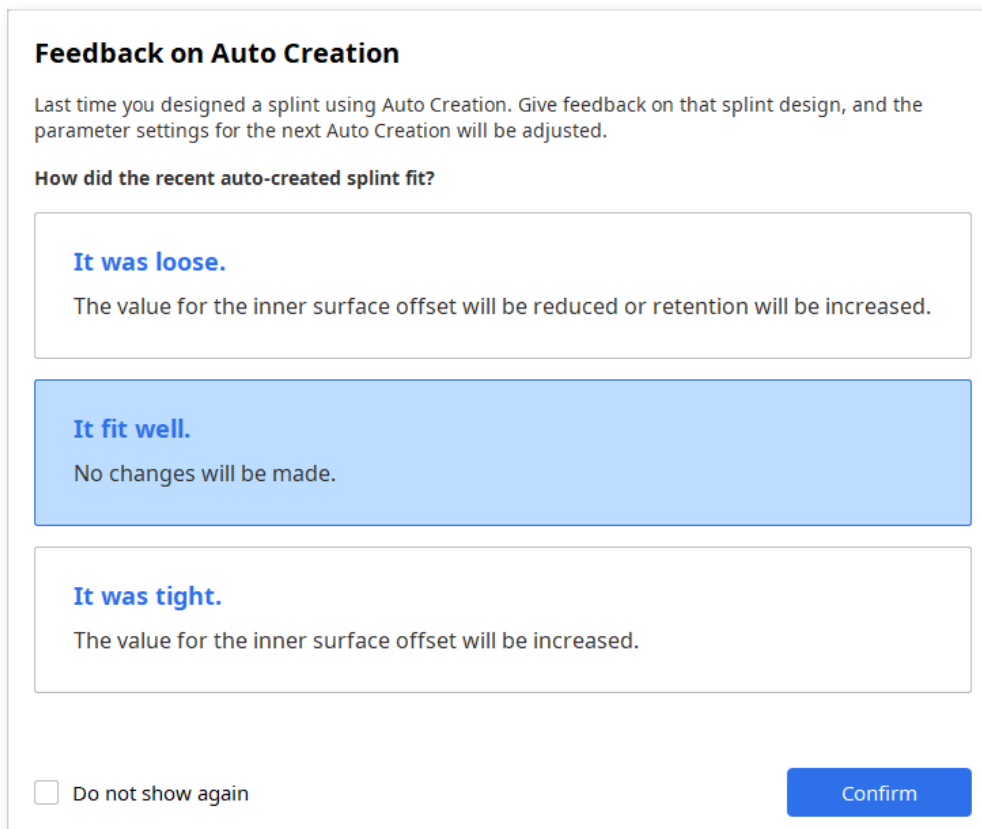 Feedback on Auto Creation
Last time you designed a splint using Auto Creation. Give feedback on that splint design, and the
parameter settings for the next Auto Creation will be adjusted.
How did the recent auto-created splint fit?
It was loose.
The value for the inner surface offset will be reduced or retention will be increased.
It fit well.
No changes will be made.
It was tight.
The value for the inner surface offset will be increased.
Do not show again
Confirm